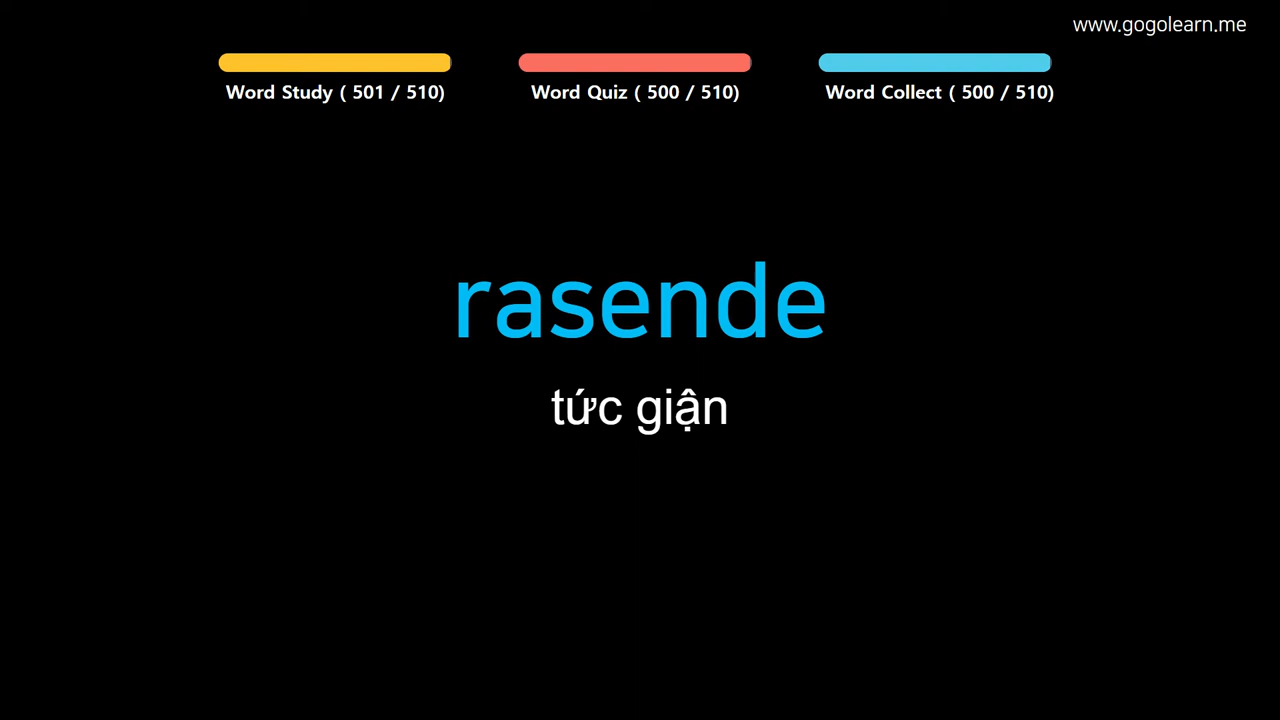 www.gogolearn.me
Word Study ( 501 / 510)
Word Quiz ( 500 / 510)
Word Collect ( 500 / 510)
rasende
tức giận